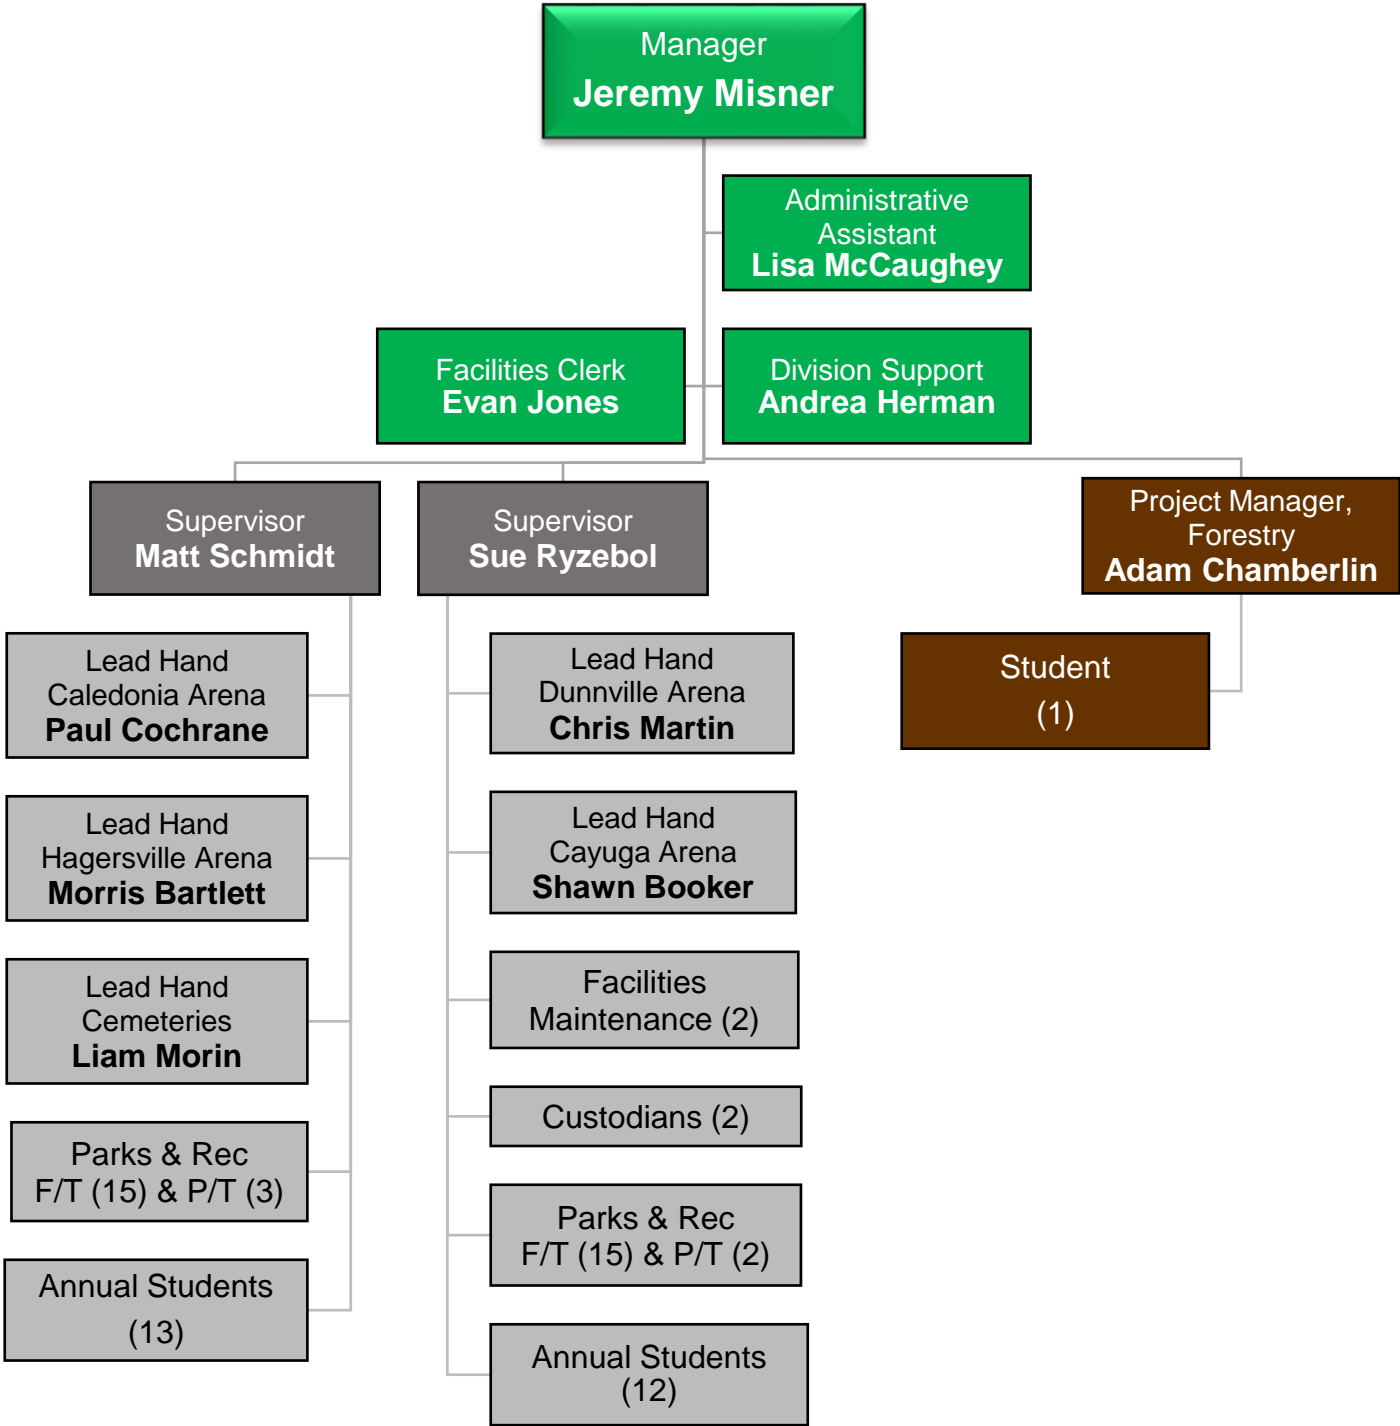 Manager
Jeremy Misner
Administrative
Assistant
Lisa McCaughey
Facilities Clerk
Evan Jones
Division Support
Andrea Herman
Supervisor
Matt Schmidt
Supervisor
Sue Ryzebol
Project Manager,
Forestry
Adam Chamberlin
Lead Hand
Caledonia Arena
Paul Cochrane
Lead Hand
Hagersville Arena
Morris Bartlett
Lead Hand
Cemeteries
Liam Morin
Parks & Rec
F/T (15) & P/T (3)
Annual Students
(13)
Lead Hand
Dunnville Arena
Chris Martin
Lead Hand
Cayuga Arena
Shawn Booker
Facilities
Maintenance (2)
Custodians (2)
Parks & Rec
F/T (15) & P/T (2)
Annual Students
(12)
Student
(1)